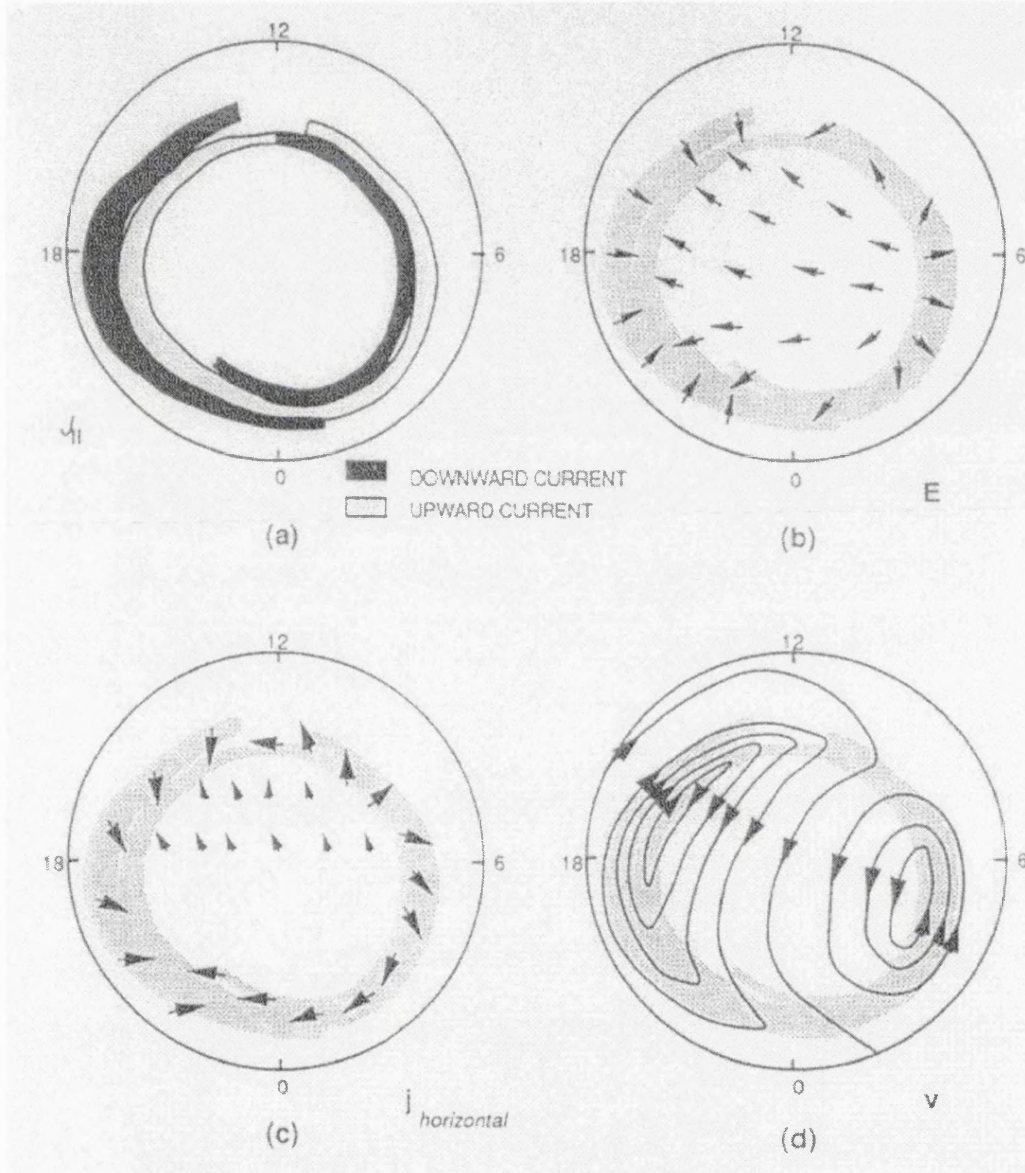 12
12
18
6
18
6
J||
0
0
E
DOWNWARD CURRENT
UPWARD CURRENT
(a)
(b)
12
12
18
6
18
6
0
0
j horizontal
v
(c)
(d)